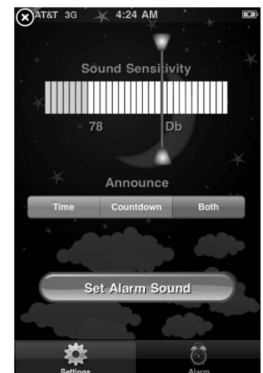 AT&T 3G 4:24 AM
Sound Sensitivity
78 Db
Announce
Time Countdown Both
Set Alarm Sound
Settings Alarm